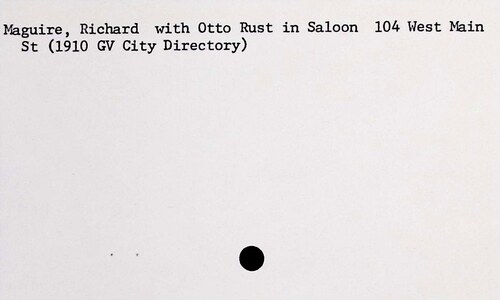 Maguire, Richard  with Otto Rust in Saloon  104 West Main
St (1910 GV City Directory)